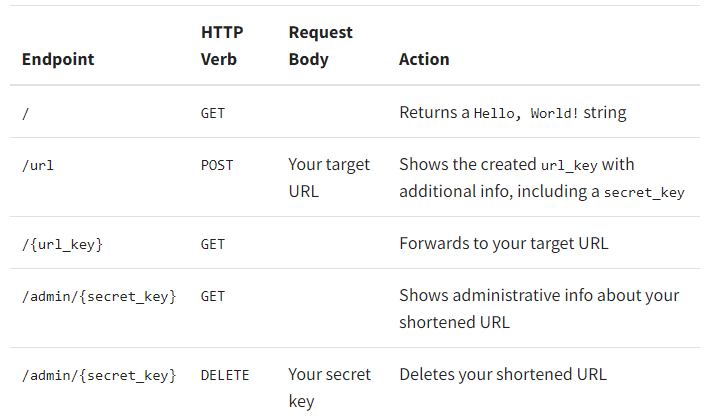 Endpoint HTTP Verb Request Body Action
/ GET Returns a Hello, World! string
/url POST Your target URL Shows the created url_key with additional info, including a secret_key
/{url_key} GET Forwards to your target URL
/admin/{secret_key} GET Shows administrative info about your shortened URL
/admin/{secret_key} DELETE Your secret key Deletes your shortened URL